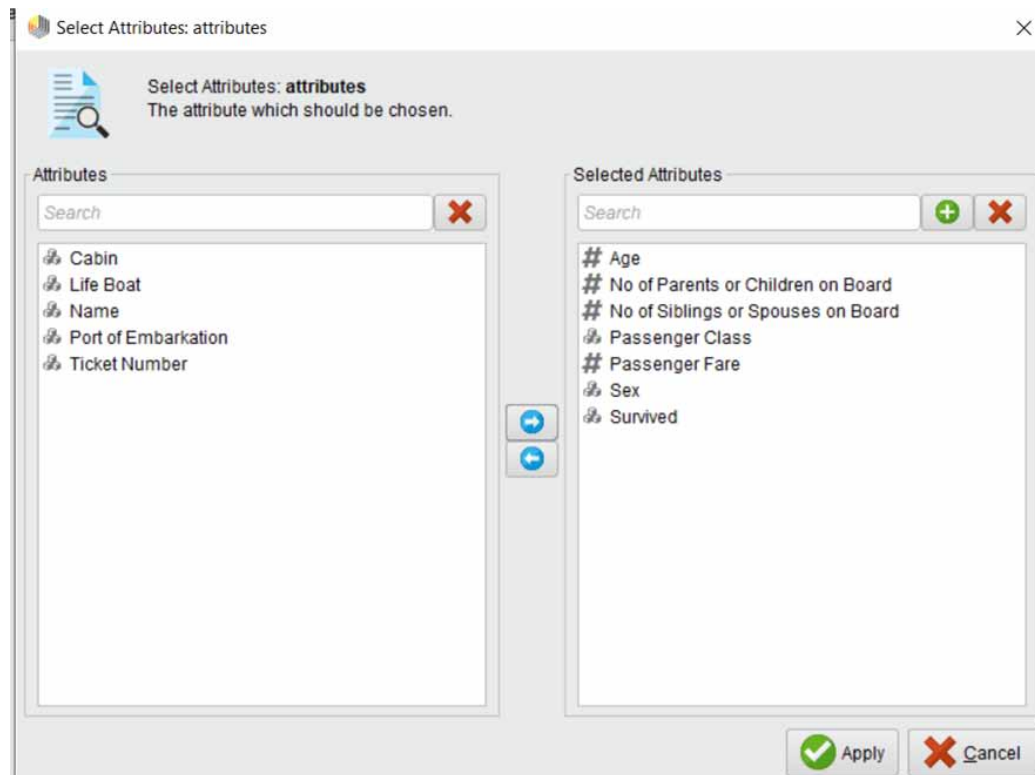 Select Attributes: attributes
Select Attributes: attributes
The attribute which should be chosen.
Attributes
Search
Cabin
Life Boat
Name
Port of Embarkation
Ticket Number
Selected Attributes
Search
# Age
# No of Parents or Children on Board
# No of Siblings or Spouses on Board
Passenger Class
# Passenger Fare
Sex
Survived
Apply
Cancel